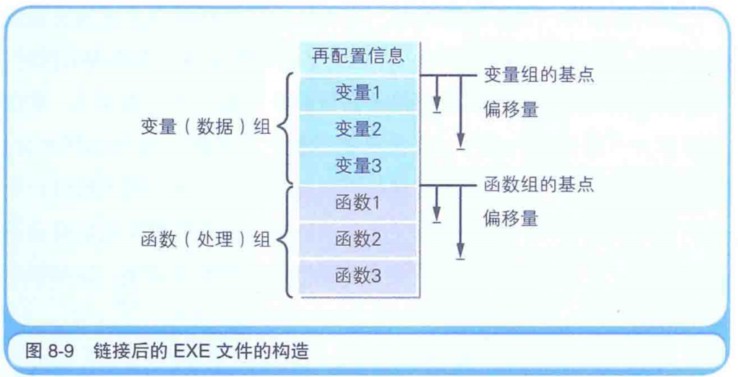 再配置信息
变量1
变量2
变量3
函数1
函数2
函数3
变量（数据）组
函数（处理）组
变量组的基点
偏移量
函数组的基点
偏移量
图 8-9 链接后的 EXE 文件的构造